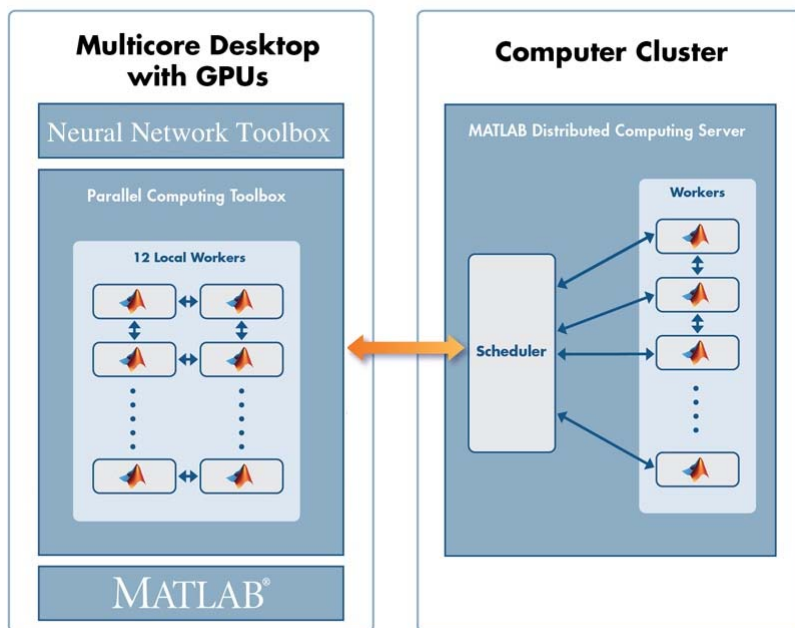 Multicore Desktop
with GPUs
Neural Network Toolbox
Parallel Computing Toolbox
12 Local Workers
MATLAB®
Computer Cluster
MATLAB Distributed Computing Server
Workers
Scheduler